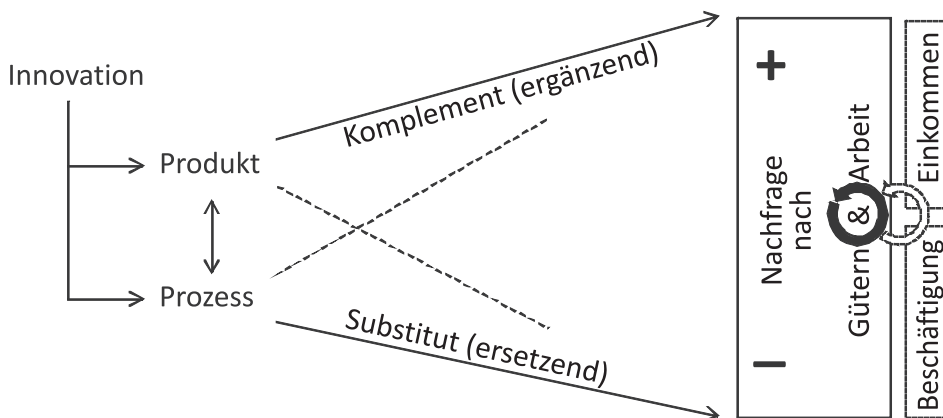 Innovation
Produkt
Prozess
Komplement (ergänzend)
Substitut (ersetzend)
+
–
Nachfrage
nach
Gütern & Arbeit
Beschäftigung
Einkommen